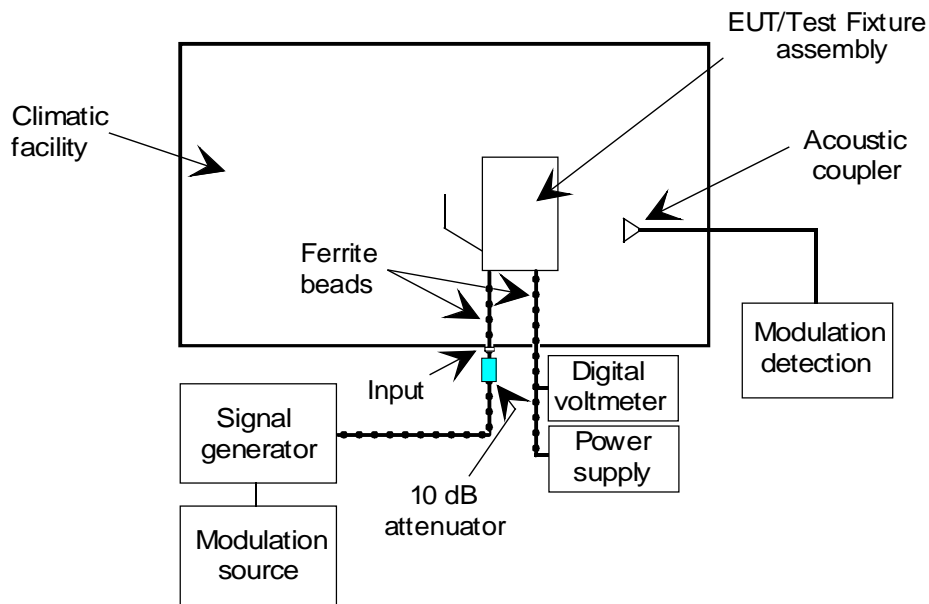 EUT/Test Fixture
assembly
Climatic
facility
Acoustic
coupler
Ferrite
beads
Modulation
detection
Input
Digital
voltmeter
Signal
generator
Power
supply
10 dB
attenuator
Modulation
source